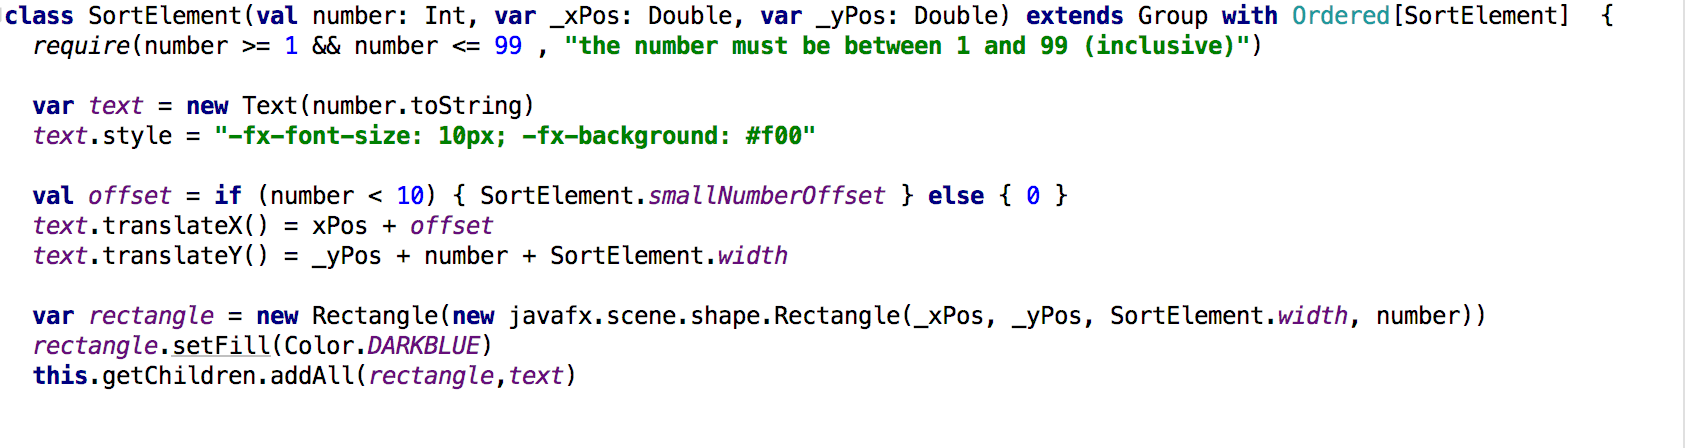 class SortElement(val number: Int, var _xPos: Double, var _yPos: Double) extends Group with Ordered[SortElement]  {
  require(number >= 1 && number <= 99 , "the number must be between 1 and 99 (inclusive)")
  var text = new Text(number.toString)
  text.style = "-fx-font-size: 10px; -fx-background: #f00"
  val offset = if (number < 10) { SortElement.smallNumberOffset } else { 0 }
  text.translateX() = xPos + offset
  text.translateY() = _yPos + number + SortElement.width
  var rectangle = new Rectangle(new javafx.scene.shape.Rectangle(_xPos, _yPos, SortElement.width, number))
  rectangle.setFill(Color.DARKBLUE)
  this.getChildren.addAll(rectangle,text)